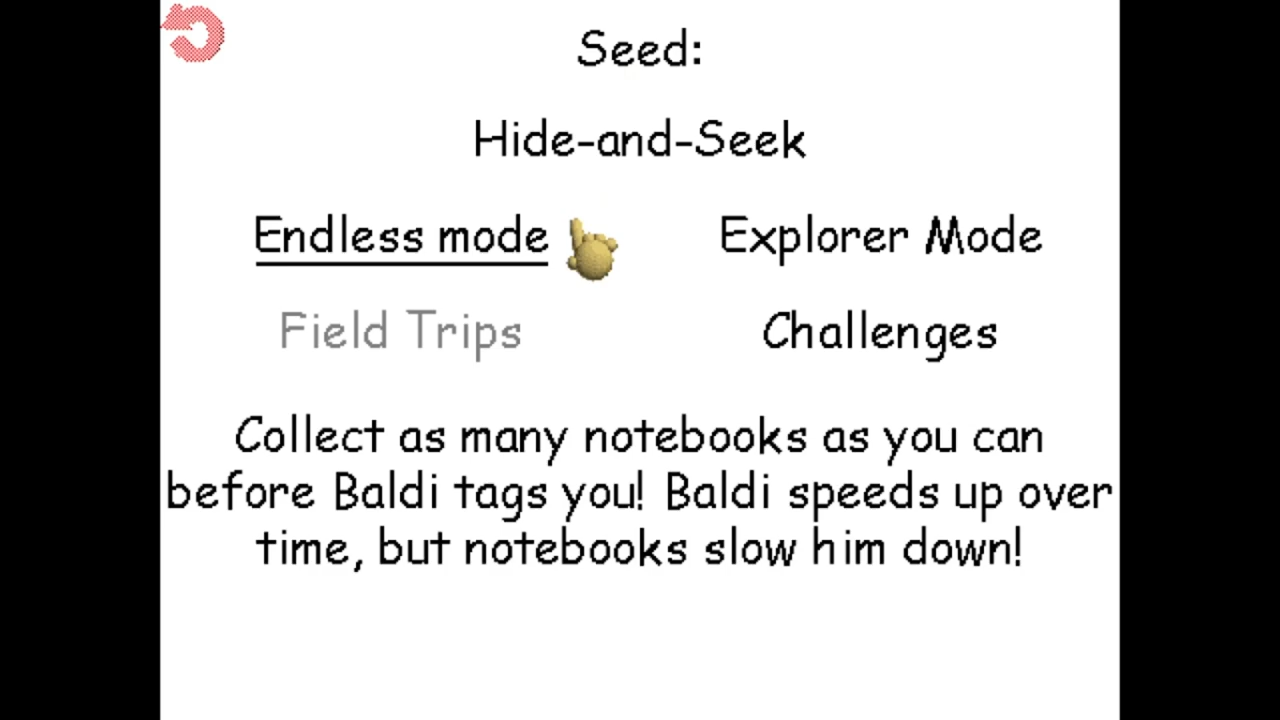 Seed:
Hide-and-Seek
Endless mode
Explorer Mode
Field Trips
Challenges
Collect as many notebooks as you can
before Baldi tags you! Baldi speeds up over
time, but notebooks slow him down!